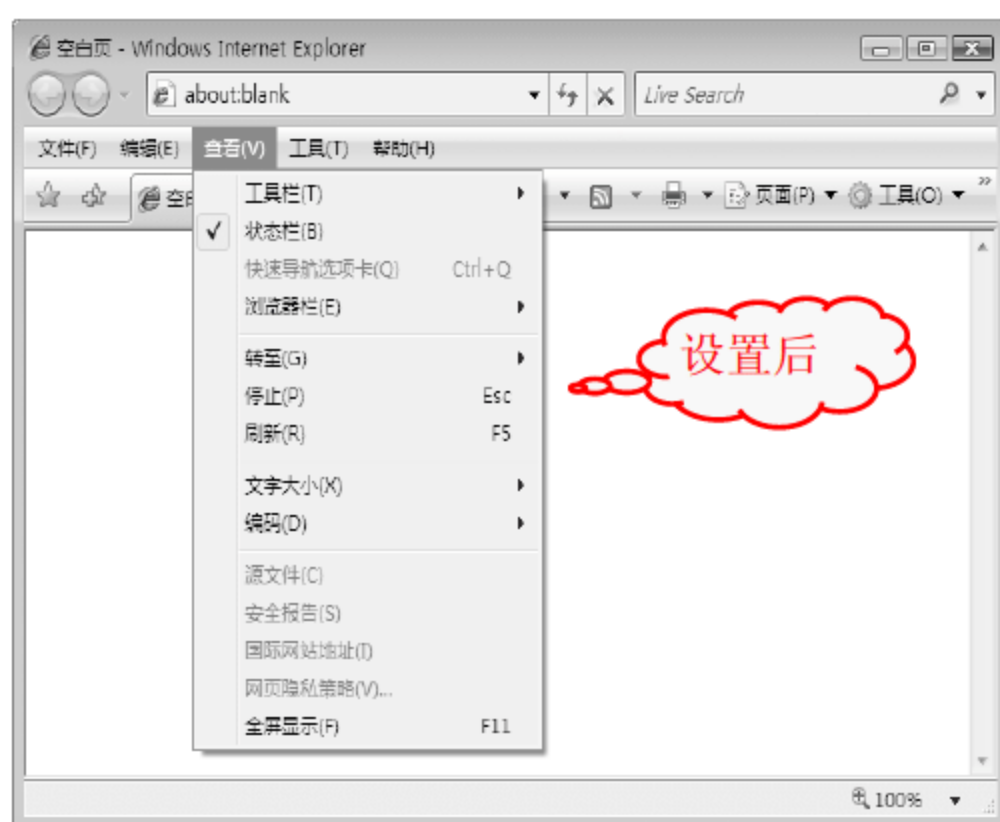 空白页 - Windows Internet Explorer
about:blank
Live Search
文件(F) 编辑(E) 查看(V) 工具(T) 帮助(H)
空
页面(P) 工具(O) »
工具栏(T)
状态栏(B)
快速导航选项卡(Q) Ctrl+Q
浏览器栏(E)
转至(G)
停止(P) Esc
刷新(R) F5
文字大小(X)
编码(D)
源文件(C)
安全报告(S)
国际网站地址(I)
网页隐私策略(V)...
全屏显示(F) F11
设置后
100%